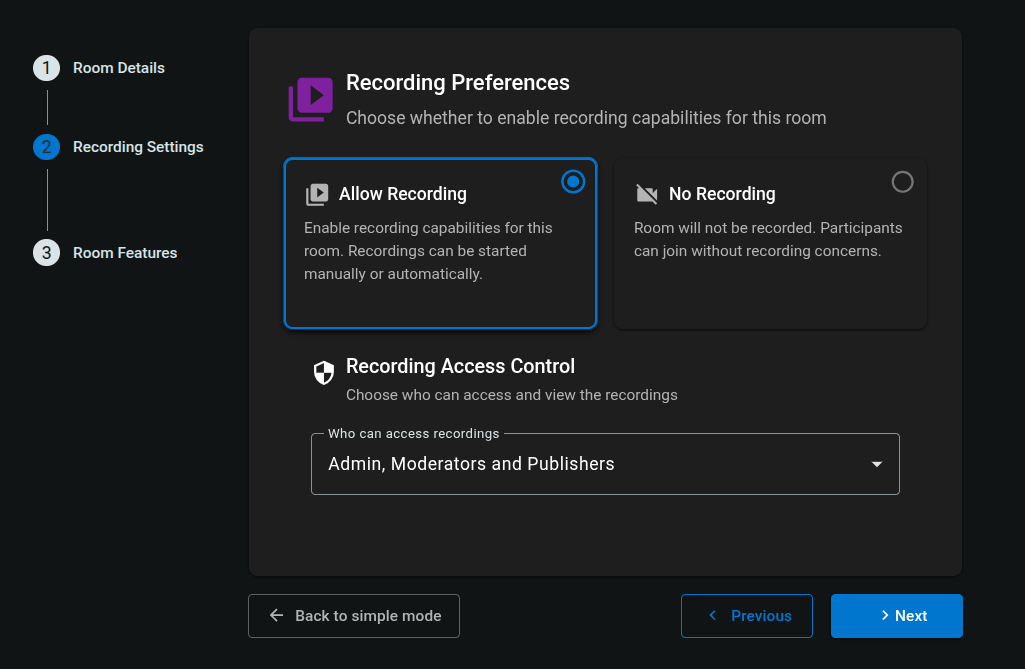 1 Room Details
2 Recording Settings
3 Room Features
Recording Preferences
Choose whether to enable recording capabilities for this room
Allow Recording
Enable recording capabilities for this
room. Recordings can be started
manually or automatically.
No Recording
Room will not be recorded. Participants
can join without recording concerns.
Recording Access Control
Choose who can access and view the recordings
Who can access recordings
Admin, Moderators and Publishers
Back to simple mode
Previous
Next